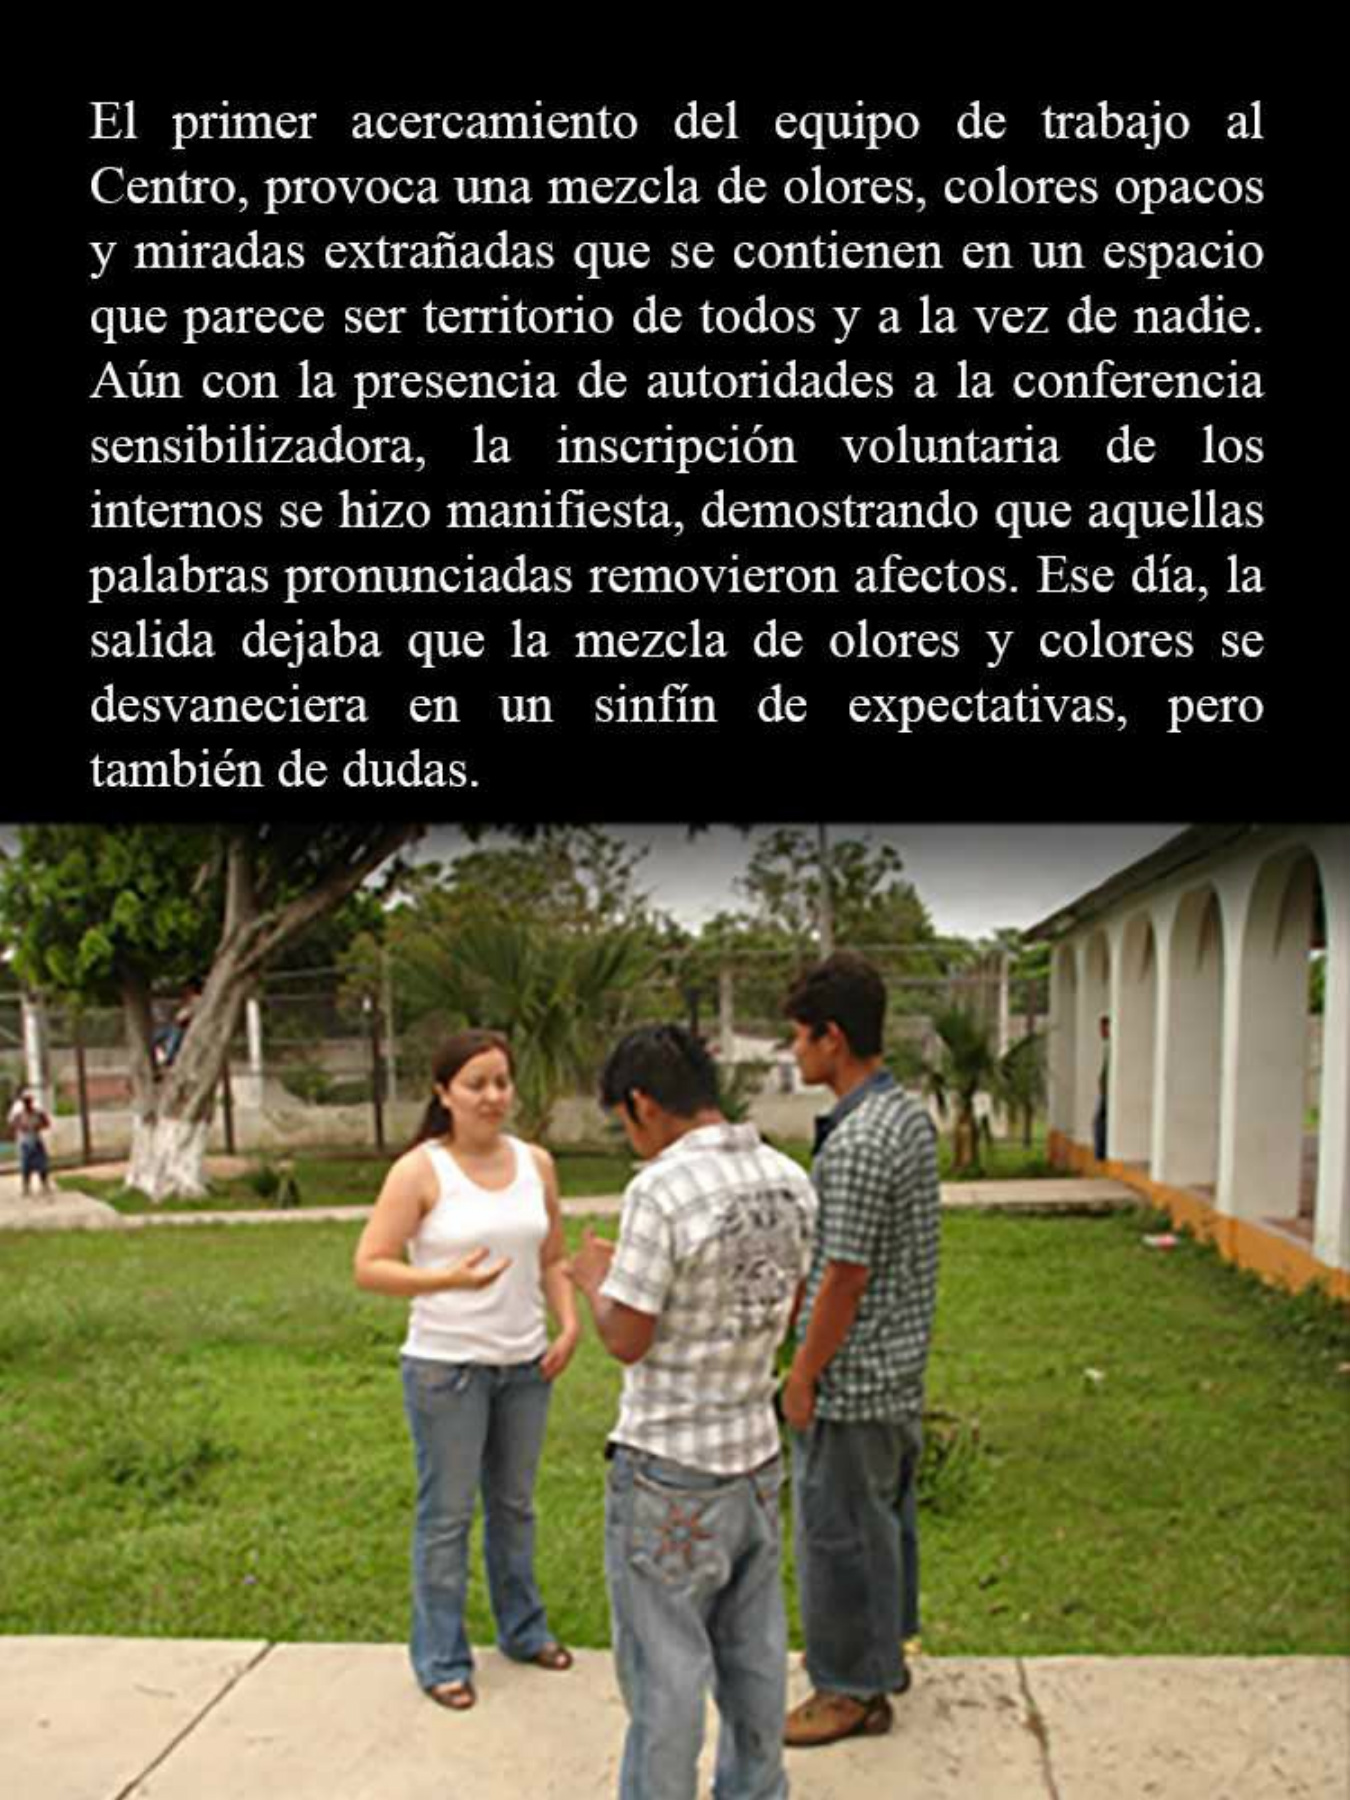 El primer acercamiento del equipo de trabajo al
Centro, provoca una mezcla de olores, colores opacos
y miradas extrañadas que se contienen en un espacio
que parece ser territorio de todos y a la vez de nadie.
Aún con la presencia de autoridades a la conferencia
sensibilizadora, la inscripción voluntaria de los
internos se hizo manifiesta, demostrando que aquellas
palabras pronunciadas removieron afectos. Ese día, la
salida dejaba que la mezcla de olores y colores se
desvaneciera en un sinfín de expectativas, pero
también de dudas.